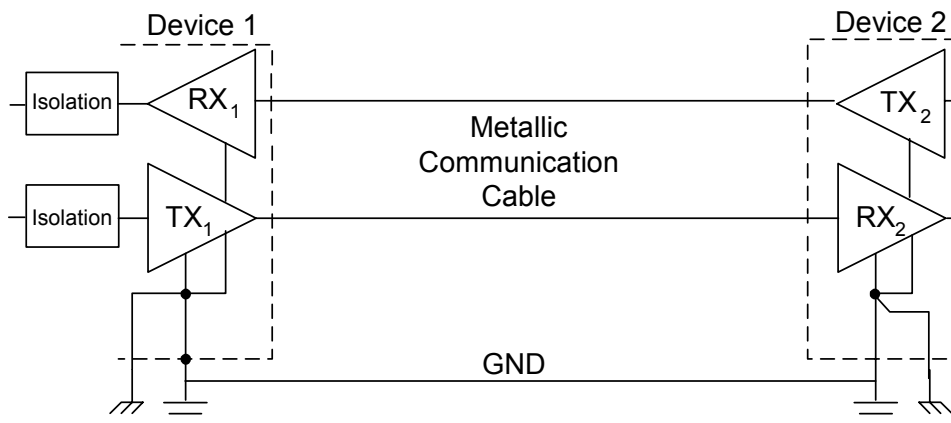 Device 1
Device 2
Isolation
RX1
TX2
Metallic
Communication
Cable
Isolation
TX1
RX2
GND